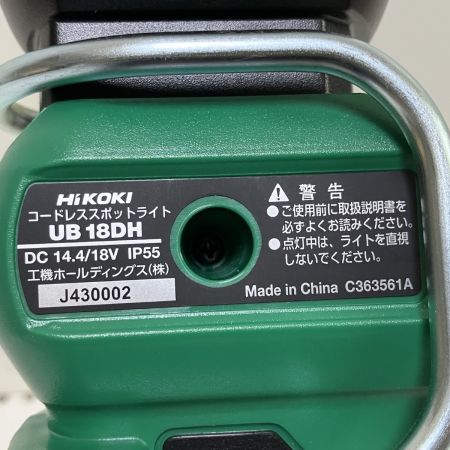 HiKOKI
コードレススポットライト
UB 18DH
DC 14.4/18V IP55
工機ホールディングス(株)
J430002
⚠ 警告
●ご使用前に取扱説明書を
必ずよくお読みください。
●点灯中は、ライトを直視
しないでください。
Made in China C363561A